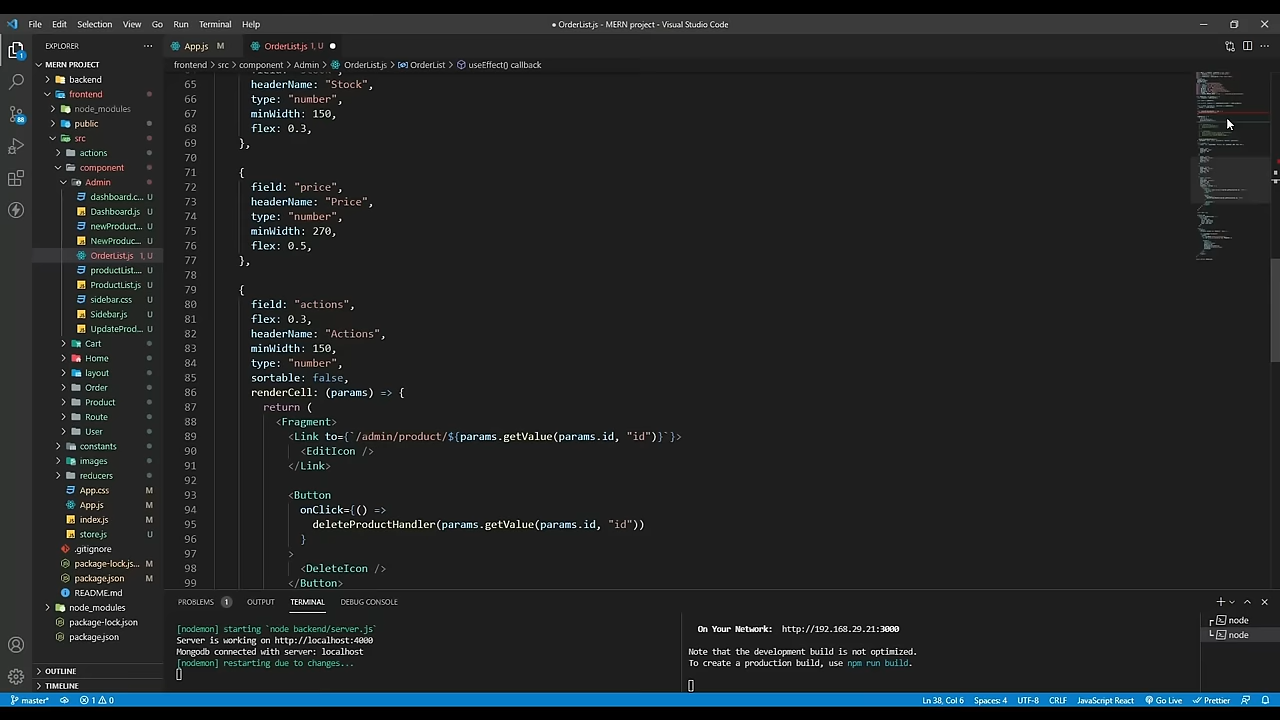 File Edit Selection View Go Run Terminal Help
● OrderList.js - MERN project - Visual Studio Code
EXPLORER
MERN PROJECT
backend
frontend
node_modules
public
src
actions
component
Admin
dashboard.c... U
Dashboard.js U
newProduct... U
NewProduc... U
OrderList.js 1, U
productList.... U
ProductList.js U
sidebar.css U
Sidebar.js U
UpdateProd... U
Cart
Home
layout
Order
Product
Route
User
constants
images
reducers
App.css M
App.js M
index.js M
store.js M
.gitignore
package-lock.js... M
package.json M
README.md
node_modules
package-lock.json
package.json
OUTLINE
TIMELINE
App.js M
OrderList.js 1, U
frontend > src > component > Admin > OrderList.js > OrderList > useEffect() callback
65 headerName: "Stock",
66 type: "number",
67 minWidth: 150,
68 flex: 0.3,
69 },
70
71 {
72 field: "price",
73 headerName: "Price",
74 type: "number",
75 minWidth: 270,
76 flex: 0.5,
77 },
78
79 {
80 field: "actions",
81 flex: 0.3,
82 headerName: "Actions",
83 minWidth: 150,
84 type: "number",
85 sortable: false,
86 renderCell: (params) => {
87 return (
88 <Fragment>
89 <Link to={`/admin/product/${params.getValue(params.id, "id")}`}>
90 <EditIcon />
91 </Link>
92
93 <Button
94 onClick={() =>
95 deleteProductHandler(params.getValue(params.id, "id"))
96 }
97 >
98 <DeleteIcon />
99 </Button>
PROBLEMS 1 OUTPUT TERMINAL DEBUG CONSOLE
[nodemon] starting `node backend/server.js`
Server is working on http://localhost:4000
Mongodb connected with server: localhost
[nodemon] restarting due to changes...
On Your Network: http://192.168.29.21:3000
Note that the development build is not optimized.
To create a production build, use npm run build.
node
node
master* 1 0 Ln 38, Col 6 Spaces: 4 UTF-8 CRLF JavaScript React Go Live Prettier
1
88